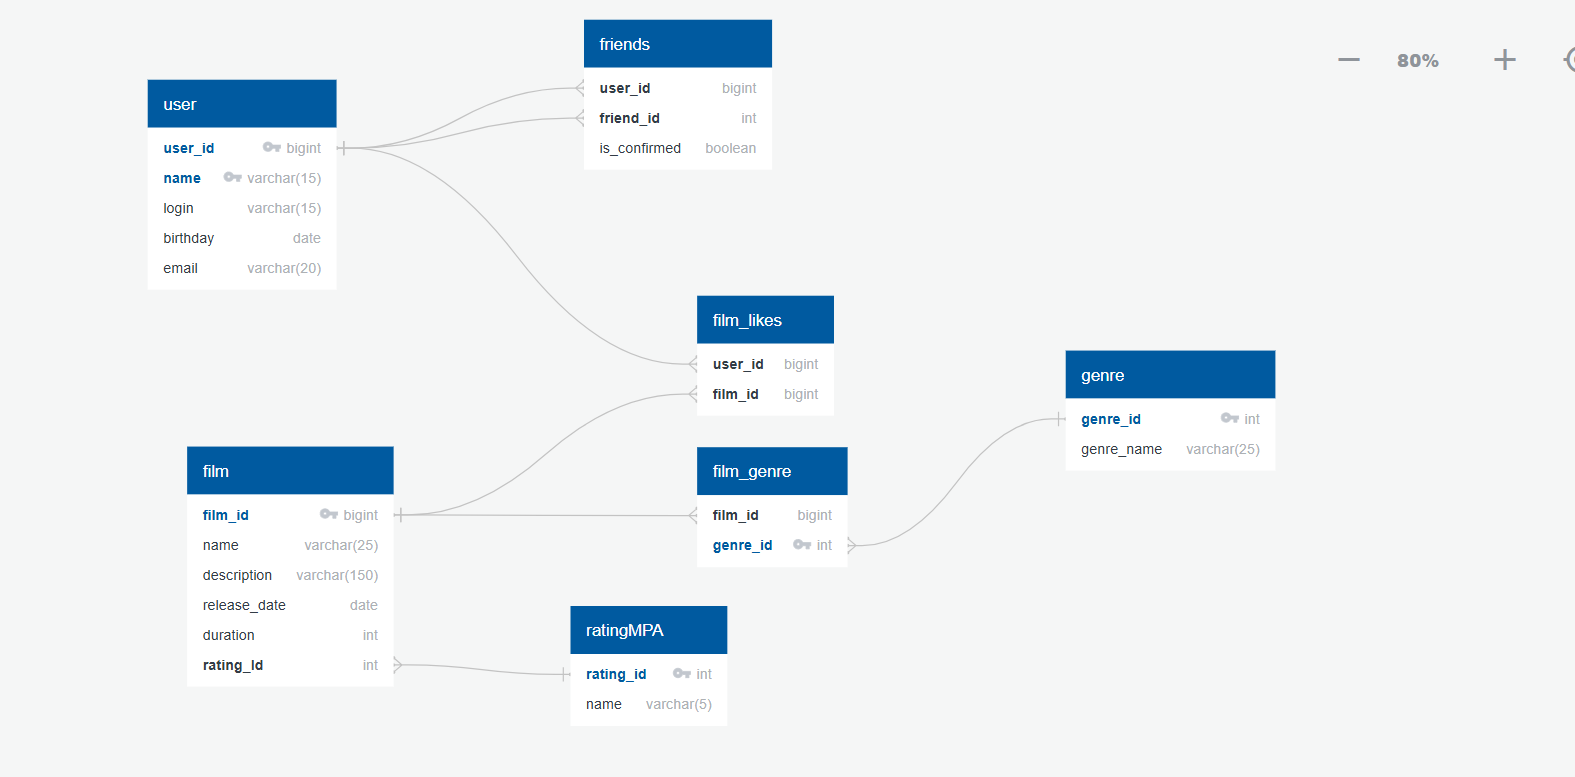 80%
friends
user_id bigint
friend_id int
is_confirmed boolean
user
user_id bigint
name varchar(15)
login varchar(15)
birthday date
email varchar(20)
film_likes
user_id bigint
film_id bigint
genre
genre_id int
genre_name varchar(25)
film
film_id bigint
name varchar(25)
description varchar(150)
release_date date
duration int
rating_Id int
film_genre
film_id bigint
genre_id int
ratingMPA
rating_id int
name varchar(5)